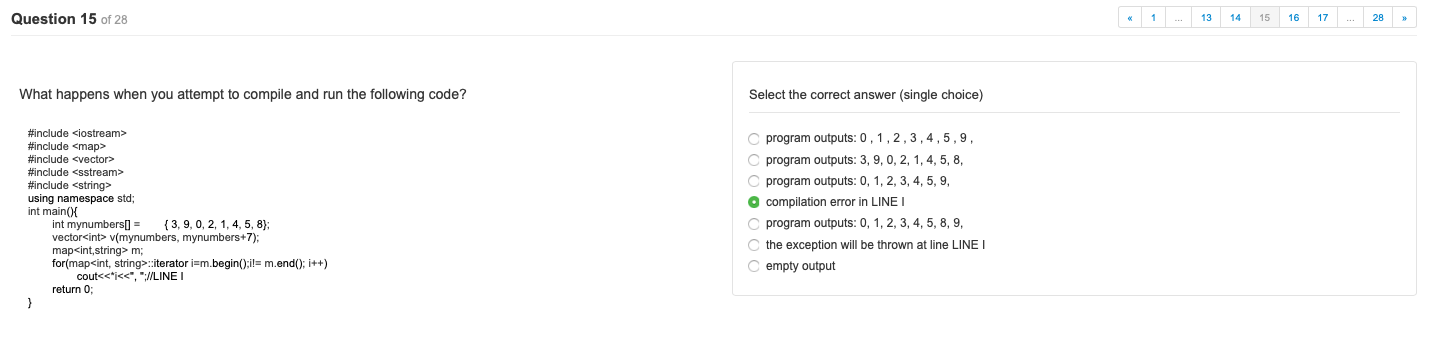 Question 15 of 28
« 1 ... 13 14 15 16 17 ... 28 »
What happens when you attempt to compile and run the following code?
#include <iostream>
#include <map>
#include <vector>
#include <sstream>
#include <string>
using namespace std;
int main(){
int mynumbers[] = { 3, 9, 0, 2, 1, 4, 5, 8};
vector<int> v(mynumbers, mynumbers+7);
map<int,string> m;
for(map<int, string>::iterator i=m.begin();i!= m.end(); i++)
cout<<*i<<", ";//LINE I
return 0;
}
Select the correct answer (single choice)
program outputs: 0 , 1 , 2 , 3 , 4 , 5 , 9 ,
program outputs: 3, 9, 0, 2, 1, 4, 5, 8,
program outputs: 0, 1, 2, 3, 4, 5, 9,
compilation error in LINE I
program outputs: 0, 1, 2, 3, 4, 5, 8, 9,
the exception will be thrown at line LINE I
empty output